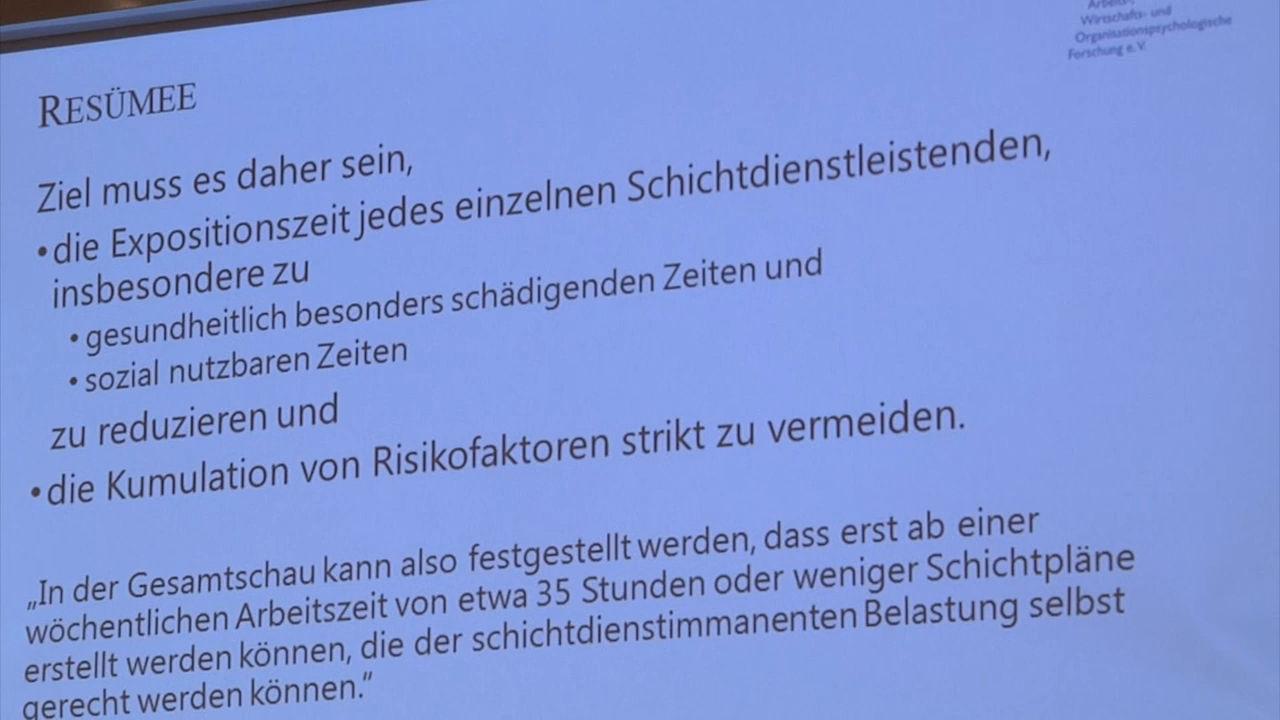 Arbeits-,
Wirtschafts- und
Organisationspsychologische
Forschung e.V.
RESÜMEE
Ziel muss es daher sein,
•die Expositionszeit jedes einzelnen Schichtdienstleistenden,
insbesondere zu
•gesundheitlich besonders schädigenden Zeiten und
•sozial nutzbaren Zeiten
zu reduzieren und
•die Kumulation von Risikofaktoren strikt zu vermeiden.
„In der Gesamtschau kann also festgestellt werden, dass erst ab einer
wöchentlichen Arbeitszeit von etwa 35 Stunden oder weniger Schichtpläne
erstellt werden können, die der schichtdienstimmanenten Belastung selbst
gerecht werden können.”